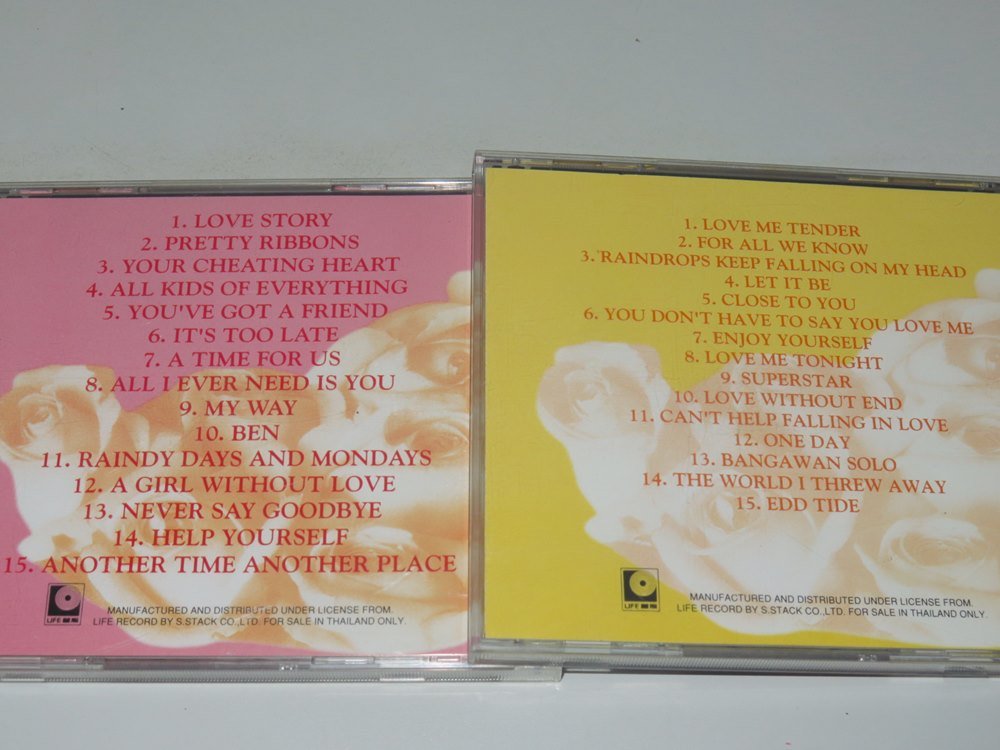 1. LOVE STORY
2. PRETTY RIBBONS
3. YOUR CHEATING HEART
4. ALL KIDS OF EVERYTHING
5. YOU'VE GOT A FRIEND
6. IT'S TOO LATE
7. A TIME FOR US
8. ALL I EVER NEED IS YOU
9. MY WAY
10. BEN
11. RAINDY DAYS AND MONDAYS
12. A GIRL WITHOUT LOVE
13. NEVER SAY GOODBYE
14. HELP YOURSELF
15. ANOTHER TIME ANOTHER PLACE
LIFE
MANUFACTURED AND DISTRIBUTED UNDER LICENSE FROM.
LIFE RECORD BY S.STACK CO.,LTD. FOR SALE IN THAILAND ONLY.
1. LOVE ME TENDER
2. FOR ALL WE KNOW
3. 'RAINDROPS KEEP FALLING ON MY HEAD
4. LET IT BE
5. CLOSE TO YOU
6. YOU DON'T HAVE TO SAY YOU LOVE ME
7. ENJOY YOURSELF
8. LOVE ME TONIGHT
9. SUPERSTAR
10. LOVE WITHOUT END
11. CAN'T HELP FALLING IN LOVE
12. ONE DAY
13. BANGAWAN SOLO
14. THE WORLD I THREW AWAY
15. EDD TIDE
LIFE
MANUFACTURED AND DISTRIBUTED UNDER LICENSE FROM.
LIFE RECORD BY S.STACK CO.,LTD. FOR SALE IN THAILAND ONLY.